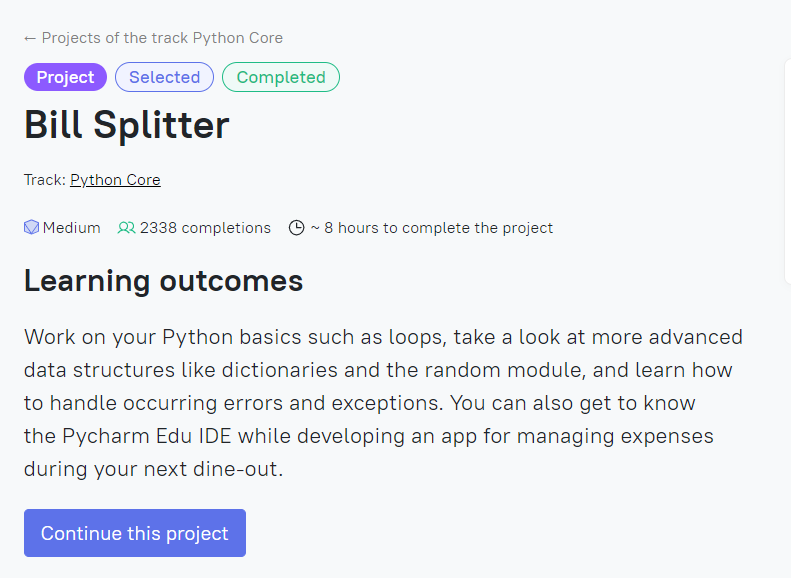 ← Projects of the track Python Core
Project Selected Completed
Bill Splitter
Track: Python Core
Medium 2338 completions ~ 8 hours to complete the project
Learning outcomes
Work on your Python basics such as loops, take a look at more advanced
data structures like dictionaries and the random module, and learn how
to handle occurring errors and exceptions. You can also get to know
the Pycharm Edu IDE while developing an app for managing expenses
during your next dine-out.
Continue this project